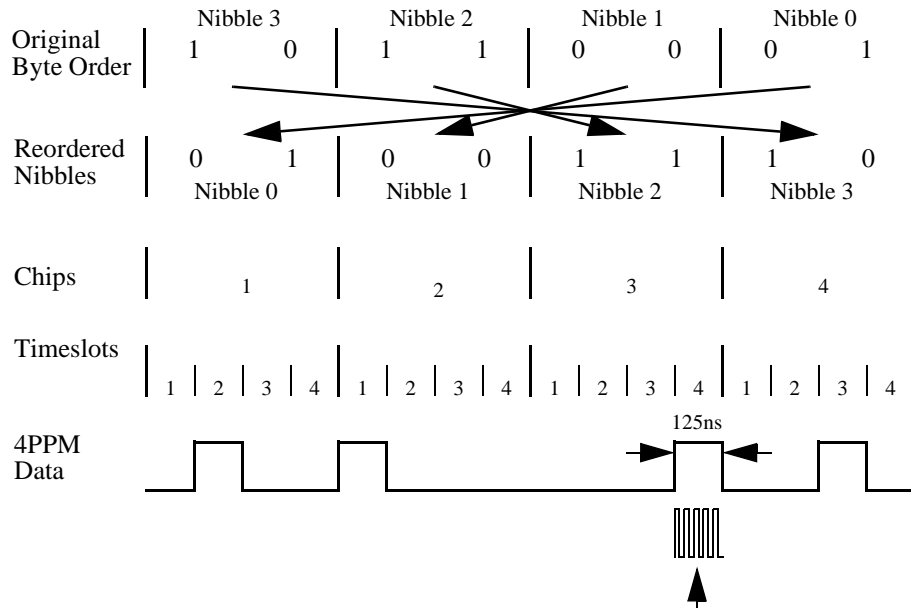 Nibble 3 Nibble 2 Nibble 1 Nibble 0
Original
Byte Order
1 0 1 1 0 0 0 1
Reordered
Nibbles
0 1 0 0 1 1 1 0
Nibble 0 Nibble 1 Nibble 2 Nibble 3
Chips
1 2 3 4
Timeslots
1 2 3 4 1 2 3 4 1 2 3 4 1 2 3 4
4PPM
Data
125ns